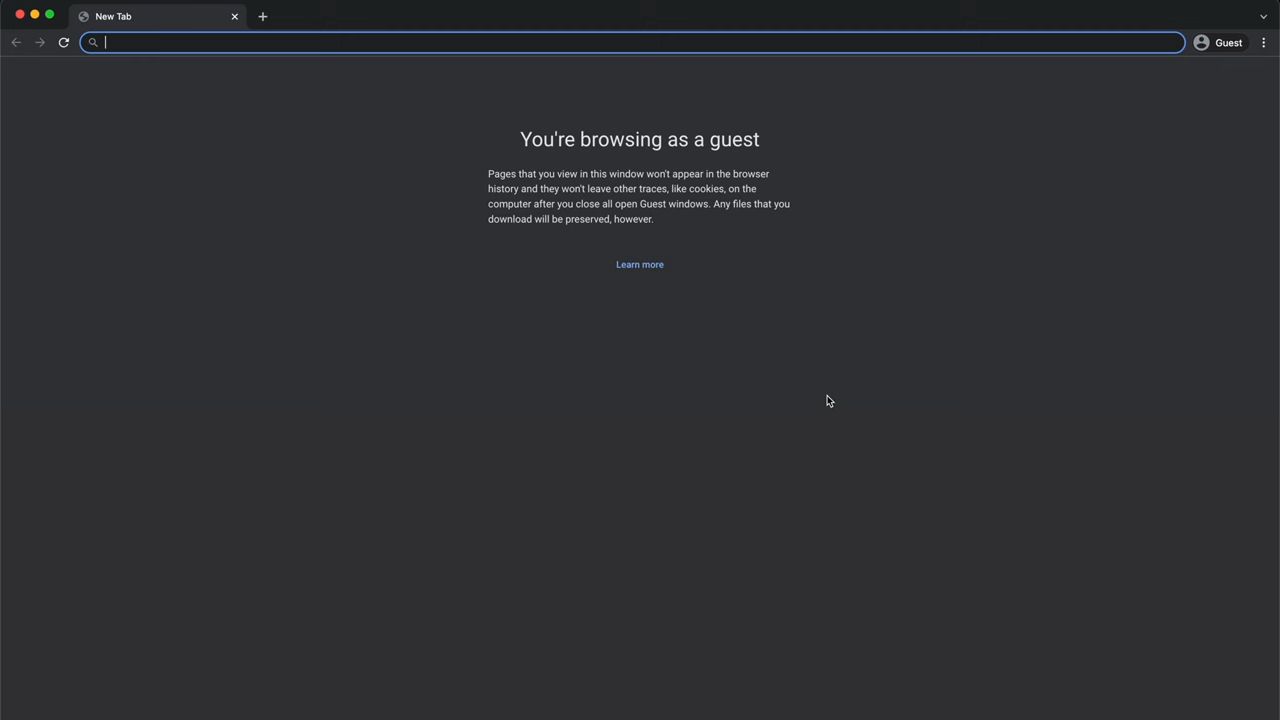 New Tab
Guest
You're browsing as a guest
Pages that you view in this window won't appear in the browser
history and they won't leave other traces, like cookies, on the
computer after you close all open Guest windows. Any files that you
download will be preserved, however.
Learn more